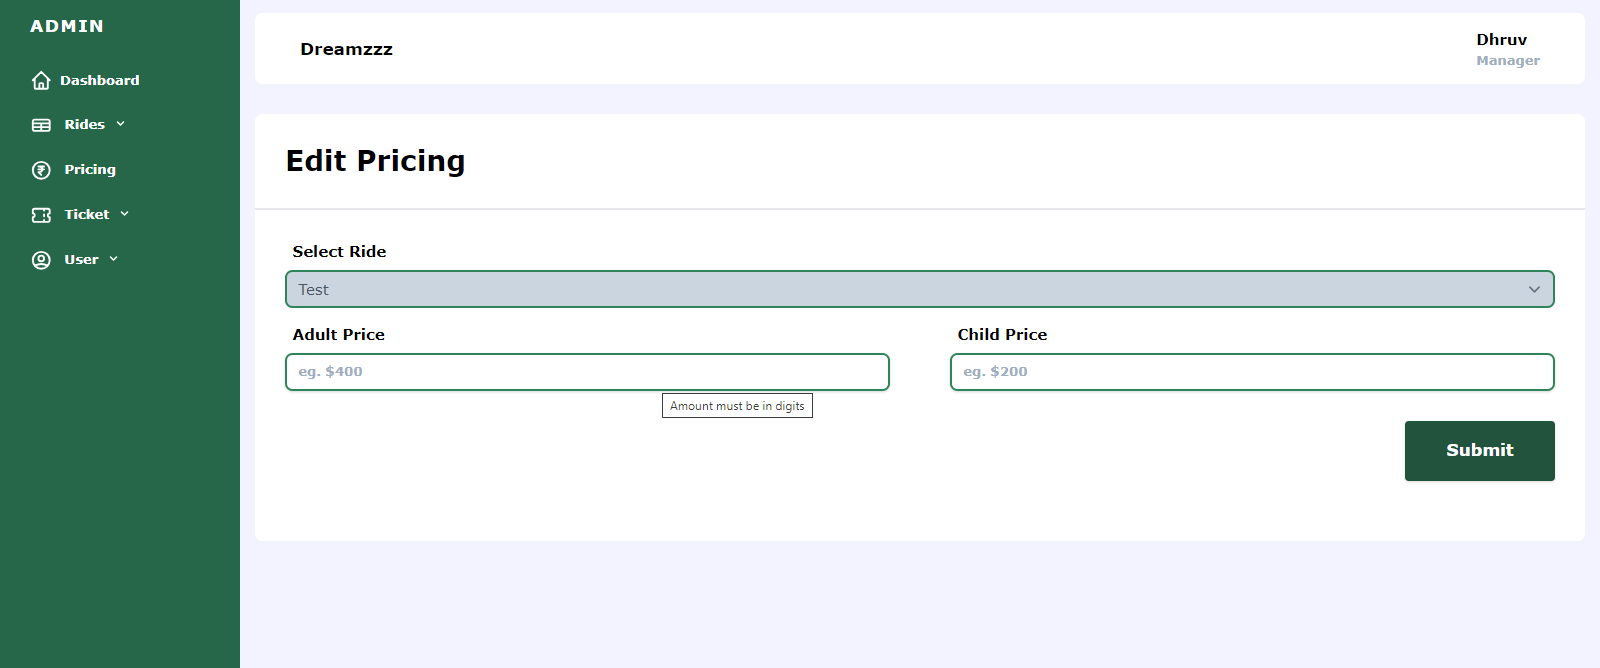 ADMIN
Dashboard
Rides
Pricing
Ticket
User
Dreamzzz
Dhruv
Manager
Edit Pricing
Select Ride
Test
Adult Price
Child Price
eg. $400
eg. $200
Amount must be in digits
Submit